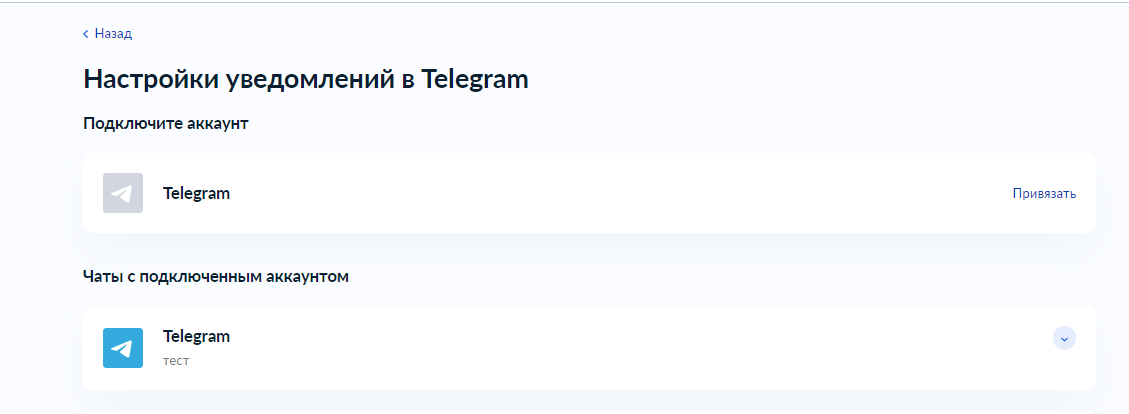 Назад
Настройки уведомлений в Telegram
Подключите аккаунт
Telegram
Привязать
Чаты с подключенным аккаунтом
Telegram
тест